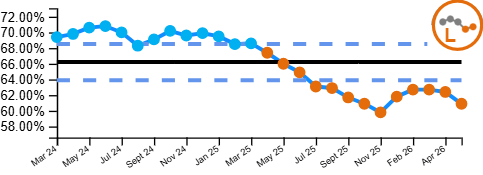 72.00%
70.00%
68.00%
66.00%
64.00%
62.00%
60.00%
58.00%
Mar 24
May 24
Jul 24
Sept 24
Nov 24
Jan 25
Mar 25
May 25
Jul 25
Sept 25
Nov 25
Feb 26
Apr 26
L